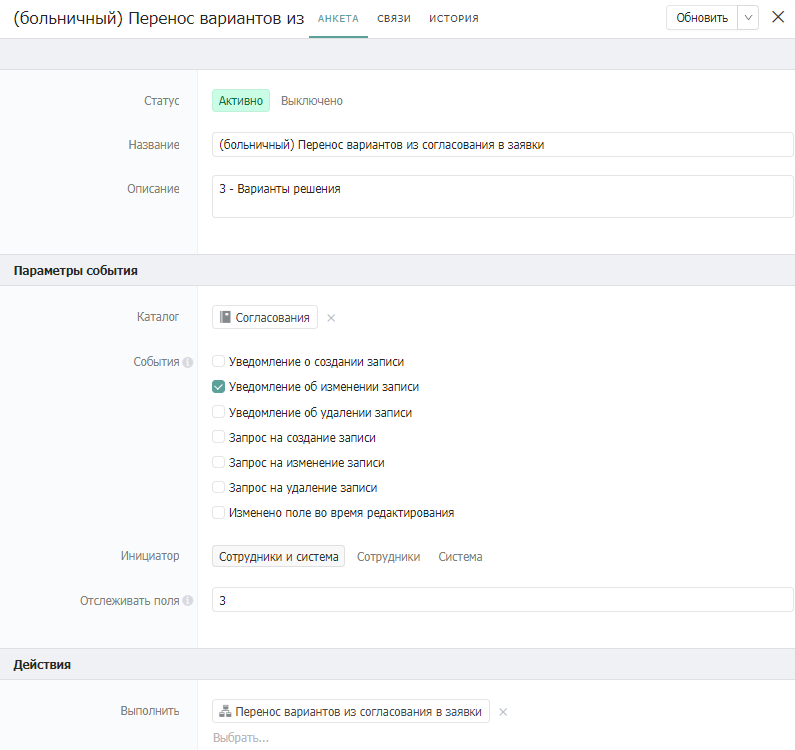 (больничный) Перенос вариантов из АНКЕТА СВЯЗИ ИСТОРИЯ Обновить
Статус Активно Выключено
Название (больничный) Перенос вариантов из согласования в заявки
Описание 3 - Варианты решения
Параметры события
Каталог Согласования
События Уведомление о создании записи
Уведомление об изменении записи
Уведомление об удалении записи
Запрос на создание записи
Запрос на изменение записи
Запрос на удаление записи
Изменено поле во время редактирования
Инициатор Сотрудники и система Сотрудники Система
Отслеживать поля 3
Действия
Выполнить Перенос вариантов из согласования в заявки
Выбрать...